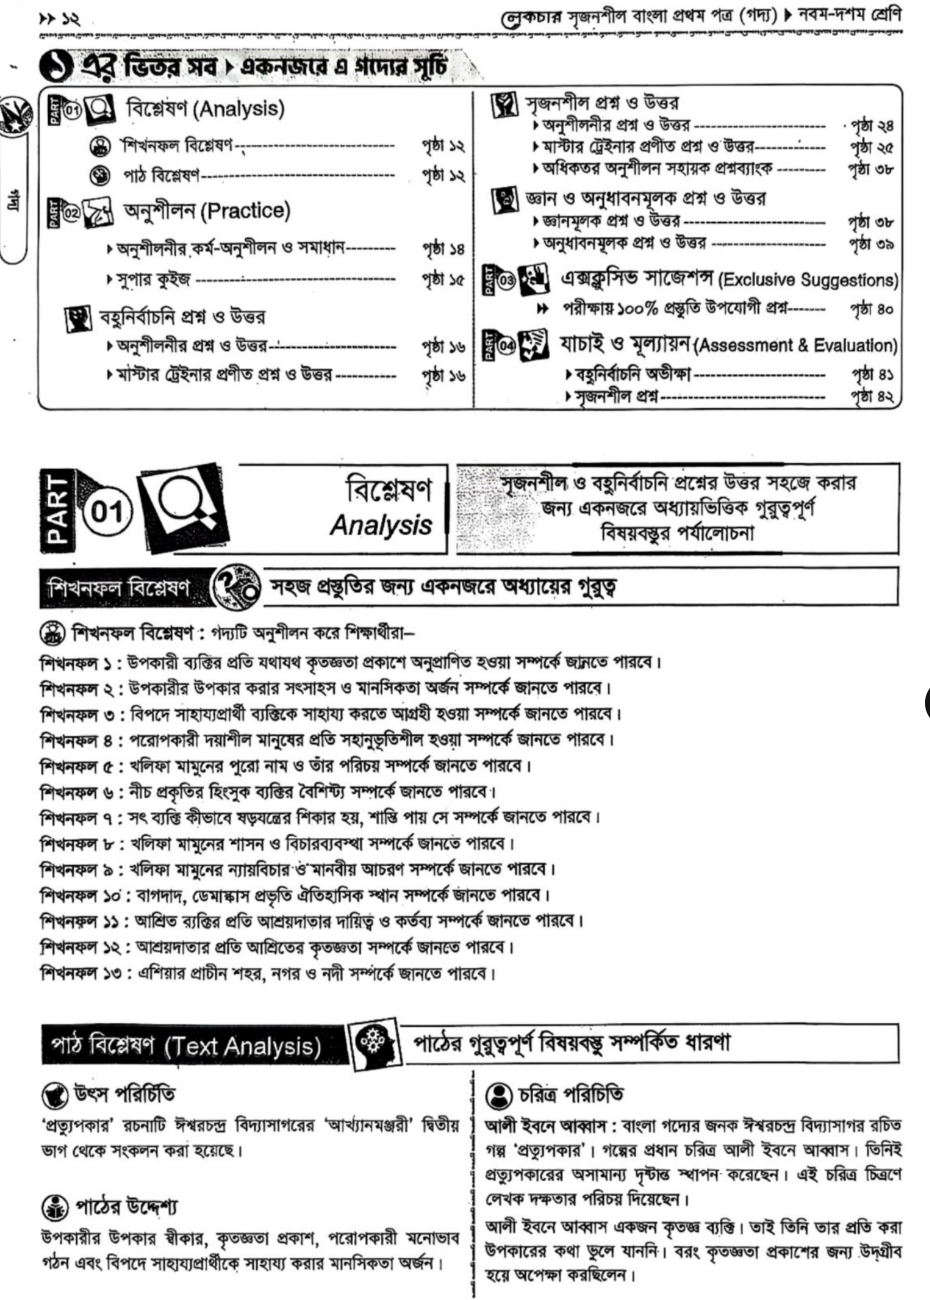 ›› ১২
লেকচার সৃজনশীল বাংলা প্রথম পত্র (গদ্য) ▶ নবম-দশম শ্রেণি
১ এর ভিতর সব ▶ একনজরে এ গদ্যের সূচি
গদ্য
PART 01 বিশ্লেষণ (Analysis)
শিখনফল বিশ্লেষণ--------------------------- পৃষ্ঠা ১২
পাঠ বিশ্লেষণ-------------------------------- পৃষ্ঠা ১২
PART 02 অনুশীলন (Practice)
▶ অনুশীলনীর কর্ম-অনুশীলন ও সমাধান--------- পৃষ্ঠা ১৪
▶ সুপার কুইজ ------------------------------ পৃষ্ঠা ১৫
বহুনির্বাচনি প্রশ্ন ও উত্তর
▶ অনুশীলনীর প্রশ্ন ও উত্তর------------------- পৃষ্ঠা ১৬
▶ মাস্টার ট্রেইনার প্রণীত প্রশ্ন ও উত্তর ----------- পৃষ্ঠা ১৬
সৃজনশীল প্রশ্ন ও উত্তর
▶ অনুশীলনীর প্রশ্ন ও উত্তর ------------------- পৃষ্ঠা ২৪
▶ মাস্টার ট্রেইনার প্রণীত প্রশ্ন ও উত্তর------------- পৃষ্ঠা ২৫
▶ অধিকতর অনুশীলন সহায়ক প্রশ্নব্যাংক --------- পৃষ্ঠা ৩৮
জ্ঞান ও অনুধাবনমূলক প্রশ্ন ও উত্তর
▶ জ্ঞানমূলক প্রশ্ন ও উত্তর -------------------- পৃষ্ঠা ৩৮
▶ অনুধাবনমূলক প্রশ্ন ও উত্তর ---------------- পৃষ্ঠা ৩৯
PART 03 এক্সক্লুসিভ সাজেশন্স (Exclusive Suggestions)
▶▶ পরীক্ষায় ১০০% প্রস্তুতি উপযোগী প্রশ্ন------- পৃষ্ঠা ৪০
PART 04 যাচাই ও মূল্যায়ন (Assessment & Evaluation)
▶ বহুনির্বাচনি অভীক্ষা ------------------- পৃষ্ঠা ৪১
▶ সৃজনশীল প্রশ্ন ------------------------ পৃষ্ঠা ৪২
PART 01
বিশ্লেষণ
Analysis
সৃজনশীল ও বহুনির্বাচনি প্রশ্নের উত্তর সহজে করার
জন্য একনজরে অধ্যায়ভিত্তিক গুরুত্বপূর্ণ
বিষয়বস্তুর পর্যালোচনা
শিখনফল বিশ্লেষণ সহজ প্রস্তুতির জন্য একনজরে অধ্যায়ের গুরুত্ব
শিখনফল বিশ্লেষণ : গদ্যটি অনুশীলন করে শিক্ষার্থীরা–
শিখনফল ১ : উপকারী ব্যক্তির প্রতি যথাযথ কৃতজ্ঞতা প্রকাশে অনুপ্রাণিত হওয়া সম্পর্কে জানতে পারবে।
শিখনফল ২ : উপকারীর উপকার করার সৎসাহস ও মানসিকতা অর্জন সম্পর্কে জানতে পারবে।
শিখনফল ৩ : বিপদে সাহায্যপ্রার্থী ব্যক্তিকে সাহায্য করতে আগ্রহী হওয়া সম্পর্কে জানতে পারবে।
শিখনফল ৪ : পরোপকারী দয়াশীল মানুষের প্রতি সহানুভূতিশীল হওয়া সম্পর্কে জানতে পারবে।
শিখনফল ৫ : খলিফা মামুনের পুরো নাম ও তাঁর পরিচয় সম্পর্কে জানতে পারবে।
শিখনফল ৬ : নীচ প্রকৃতির হিংসুক ব্যক্তির বৈশিষ্ট্য সম্পর্কে জানতে পারবে।
শিখনফল ৭ : সৎ ব্যক্তি কীভাবে ষড়যন্ত্রের শিকার হয়, শাস্তি পায় সে সম্পর্কে জানতে পারবে।
শিখনফল ৮ : খলিফা মামুনের শাসন ও বিচারব্যবস্থা সম্পর্কে জানতে পারবে।
শিখনফল ৯ : খলিফা মামুনের ন্যায়বিচার ও মানবীয় আচরণ সম্পর্কে জানতে পারবে।
শিখনফল ১০ : বাগদাদ, ডেমাস্কাস প্রভৃতি ঐতিহাসিক স্থান সম্পর্কে জানতে পারবে।
শিখনফল ১১ : আশ্রিত ব্যক্তির প্রতি আশ্রয়দাতার দায়িত্ব ও কর্তব্য সম্পর্কে জানতে পারবে।
শিখনফল ১২ : আশ্রয়দাতার প্রতি আশ্রিতের কৃতজ্ঞতা সম্পর্কে জানতে পারবে।
শিখনফল ১৩ : এশিয়ার প্রাচীন শহর, নগর ও নদী সম্পর্কে জানতে পারবে।
পাঠ বিশ্লেষণ (Text Analysis) পাঠের গুরুত্বপূর্ণ বিষয়বস্তু সম্পর্কিত ধারণা
উৎস পরিচিতি
‘প্রত্যুপকার’ রচনাটি ঈশ্বরচন্দ্র বিদ্যাসাগরের ‘আখ্যানমঞ্জরী’ দ্বিতীয়
ভাগ থেকে সংকলন করা হয়েছে।
পাঠের উদ্দেশ্য
উপকারীর উপকার স্বীকার, কৃতজ্ঞতা প্রকাশ, পরোপকারী মনোভাব
গঠন এবং বিপদে সাহায্যপ্রার্থীকে সাহায্য করার মানসিকতা অর্জন।
চরিত্র পরিচিতি
আলী ইবনে আব্বাস : বাংলা গদ্যের জনক ঈশ্বরচন্দ্র বিদ্যাসাগর রচিত
গল্প ‘প্রত্যুপকার’। গল্পের প্রধান চরিত্র আলী ইবনে আব্বাস। তিনিই
প্রত্যুপকারের অসামান্য দৃষ্টান্ত স্থাপন করেছেন। এই চরিত্র চিত্রণে
লেখক দক্ষতার পরিচয় দিয়েছেন।
আলী ইবনে আব্বাস একজন কৃতজ্ঞ ব্যক্তি। তাই তিনি তার প্রতি করা
উপকারের কথা ভুলে যাননি। বরং কৃতজ্ঞতা প্রকাশের জন্য উদ্‌গ্রীব
হয়ে অপেক্ষা করছিলেন।